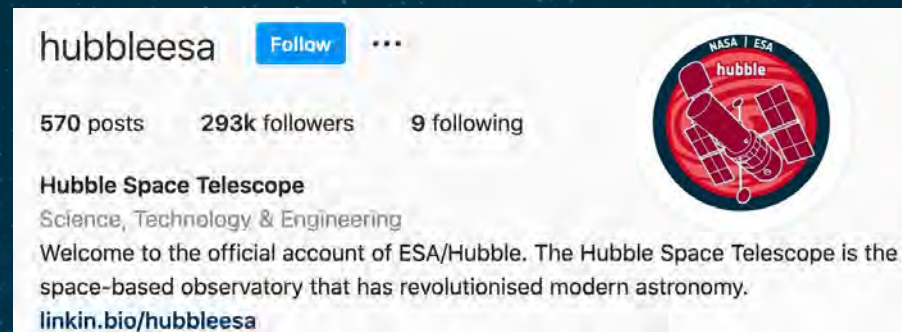 hubbleesa Follow ...
570 posts 293k followers 9 following
NASA | ESA
hubble
Hubble Space Telescope
Science, Technology & Engineering
Welcome to the official account of ESA/Hubble. The Hubble Space Telescope is the
space-based observatory that has revolutionised modern astronomy.
linkin.bio/hubbleesa